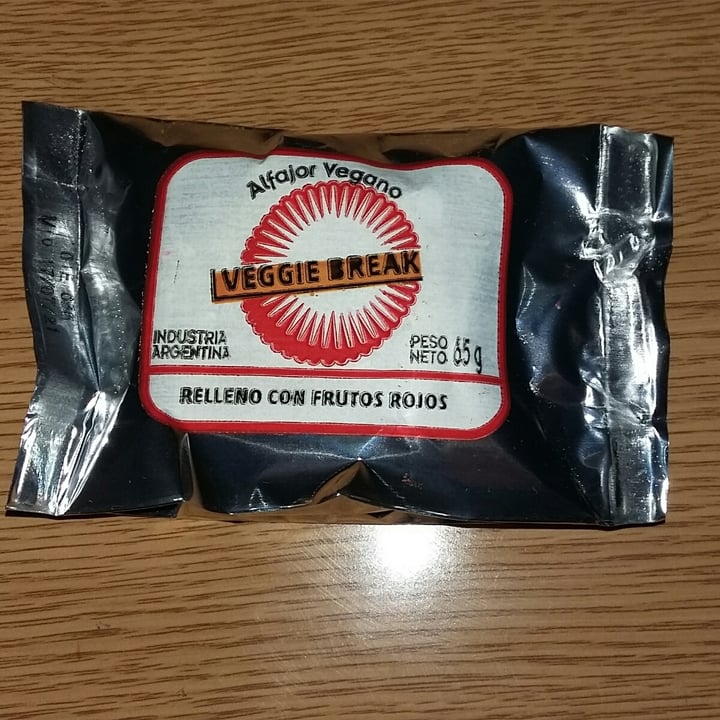 Alfajor Vegano
VEGGIE BREAK
INDUSTRIA
ARGENTINA
PESO
NETO 65 g
RELLENO CON FRUTOS ROJOS